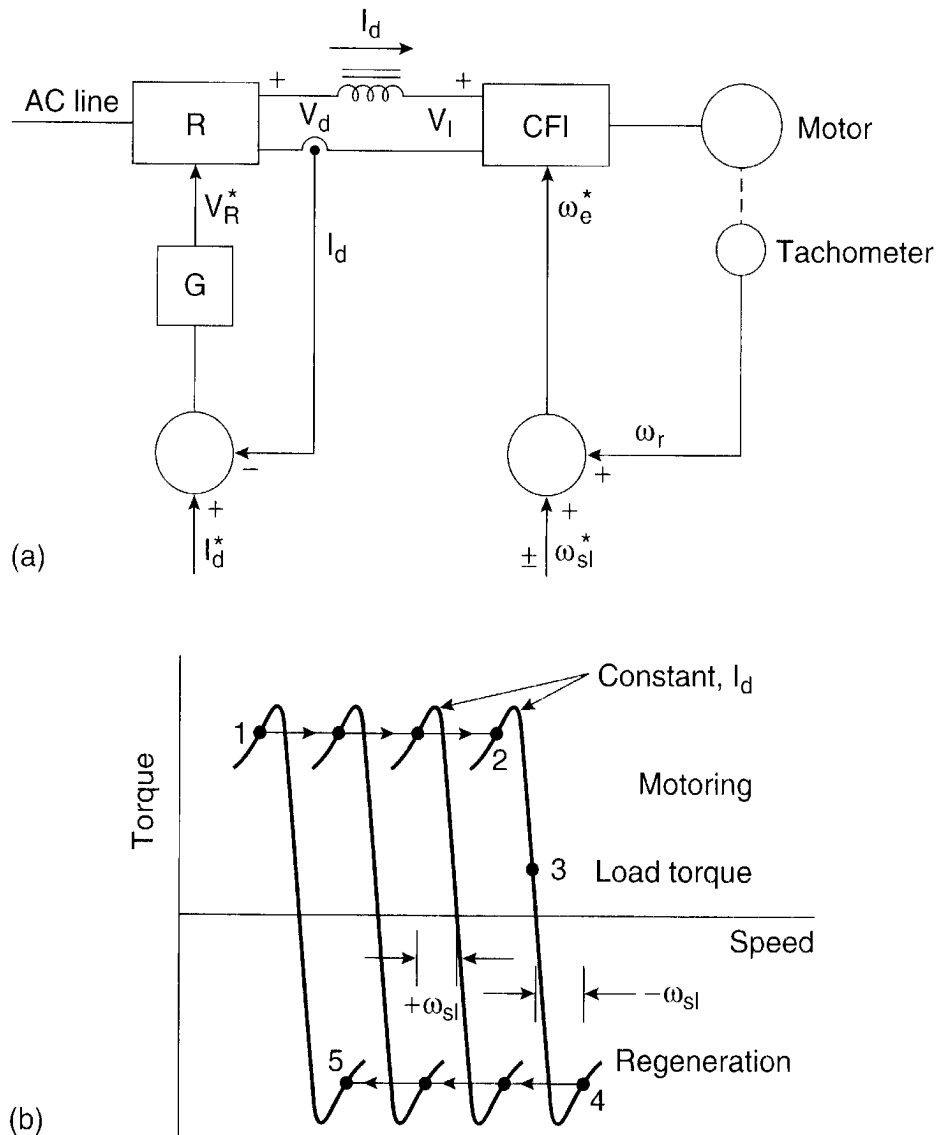 I_d
+ +
AC line
R
V_d
V_I
CFI
Motor
V_R^*
ω_e^*
I_d
Tachometer
G
ω_r
−
+
+
+
I_d^*
± ω_sl^*
(a)
Constant, I_d
1
2
Motoring
Torque
3
Load torque
Speed
+ω_sl
−ω_sl
5
Regeneration
4
(b)